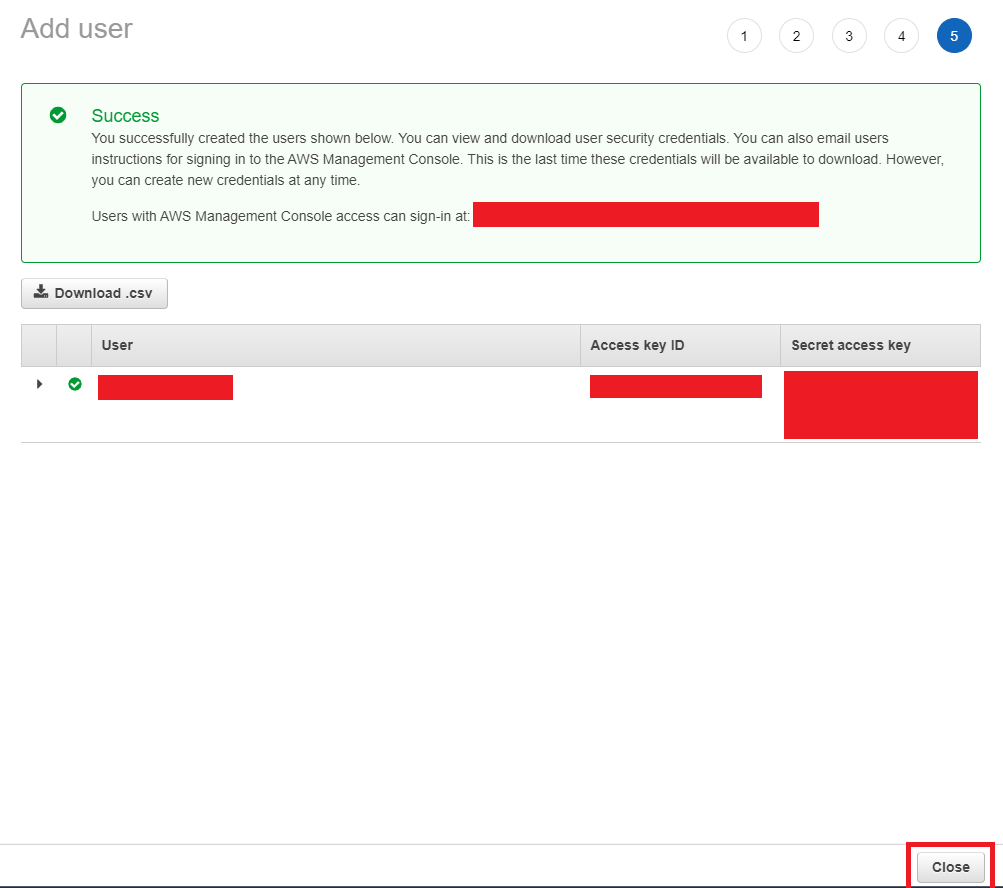 Add user
1 2 3 4 5
Success
You successfully created the users shown below. You can view and download user security credentials. You can also email users
instructions for signing in to the AWS Management Console. This is the last time these credentials will be available to download. However,
you can create new credentials at any time.
Users with AWS Management Console access can sign-in at:
Download .csv
User Access key ID Secret access key
Close